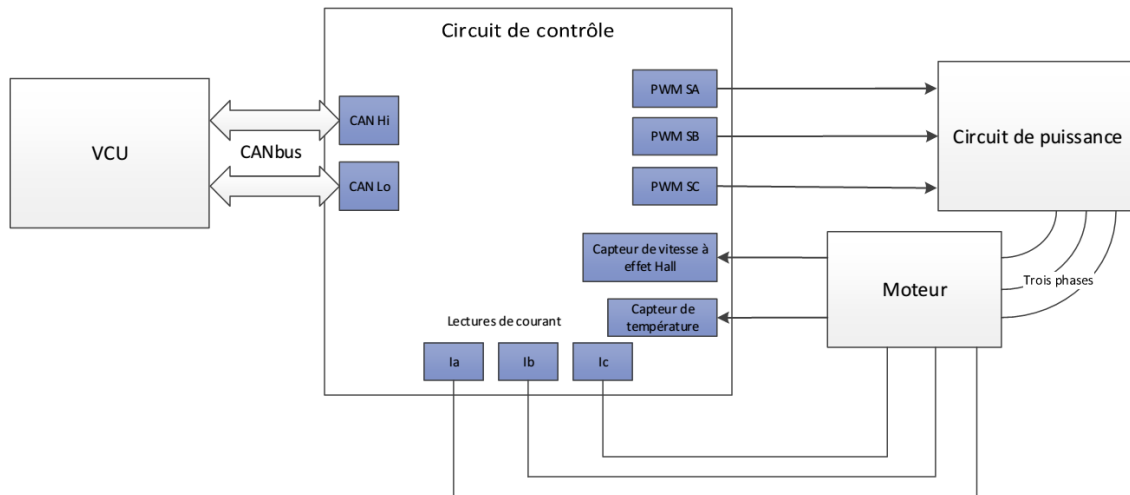 Circuit de contrôle
VCU
CANbus
CAN Hi
CAN Lo
PWM SA
PWM SB
PWM SC
Circuit de puissance
Capteur de vitesse à
effet Hall
Capteur de
température
Moteur
Trois phases
Lectures de courant
Ia
Ib
Ic